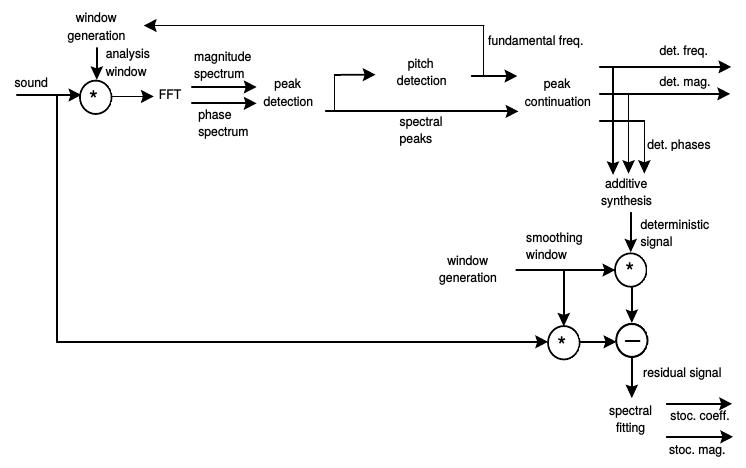 window
generation
analysis
window
sound
*
FFT
magnitude
spectrum
phase
spectrum
peak
detection
pitch
detection
fundamental freq.
spectral
peaks
peak
continuation
det. freq.
det. mag.
det. phases
additive
synthesis
deterministic
signal
smoothing
window
window
generation
*
*
—
residual signal
spectral
fitting
stoc. coeff.
stoc. mag.